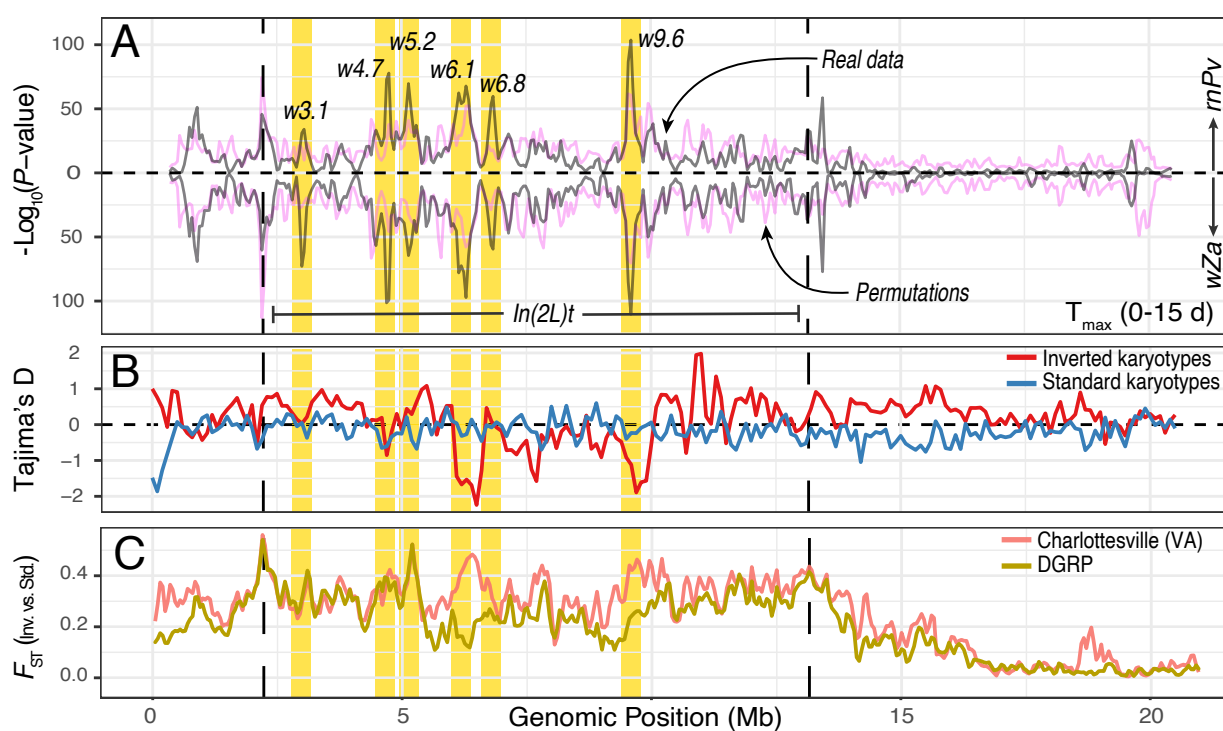 A
100
50
0
50
100
-Log10(P-value)
w3.1
w4.7
w5.2
w6.1
w6.8
w9.6
Real data
Permutations
In(2L)t
Tmax (0-15 d)
rnPv
wZa
B
2
1
0
−1
−2
Tajima's D
Inverted karyotypes
Standard karyotypes
C
0.4
0.2
0.0
FST (Inv. vs. Std.)
Charlottesville (VA)
DGRP
0
5
15
20
Genomic Position (Mb)